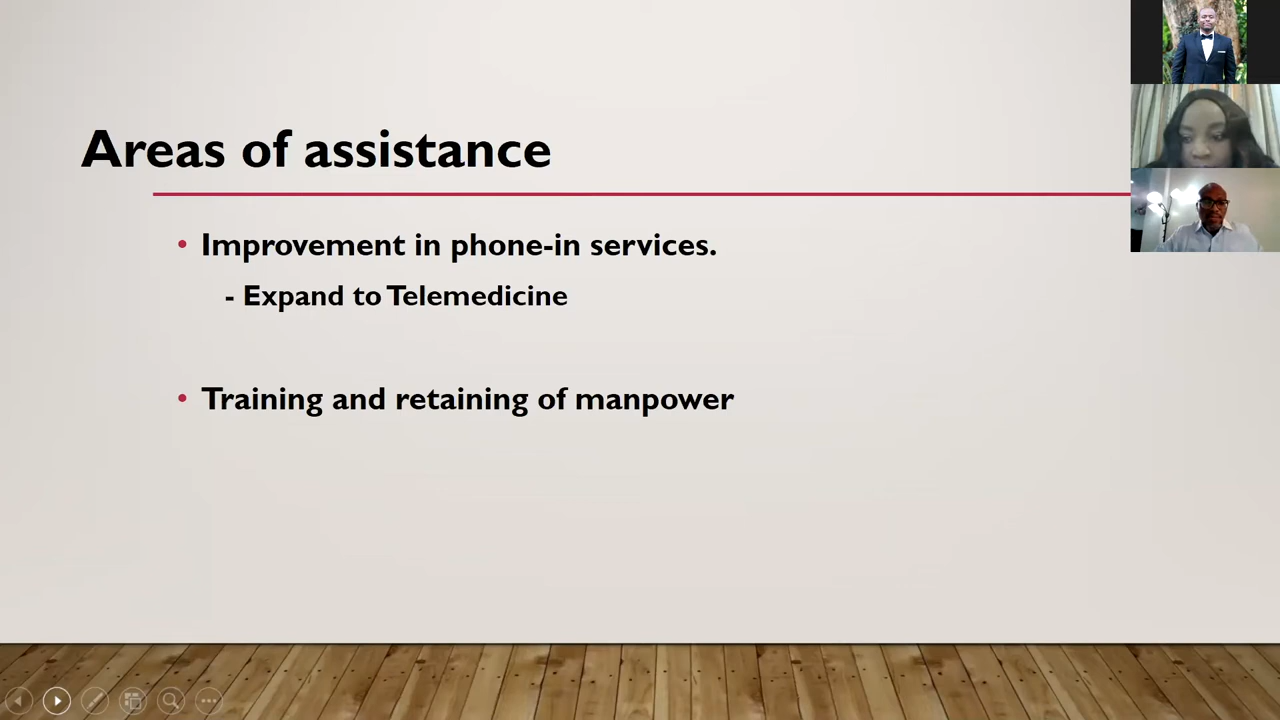 Areas of assistance
• Improvement in phone-in services.
- Expand to Telemedicine
• Training and retaining of manpower